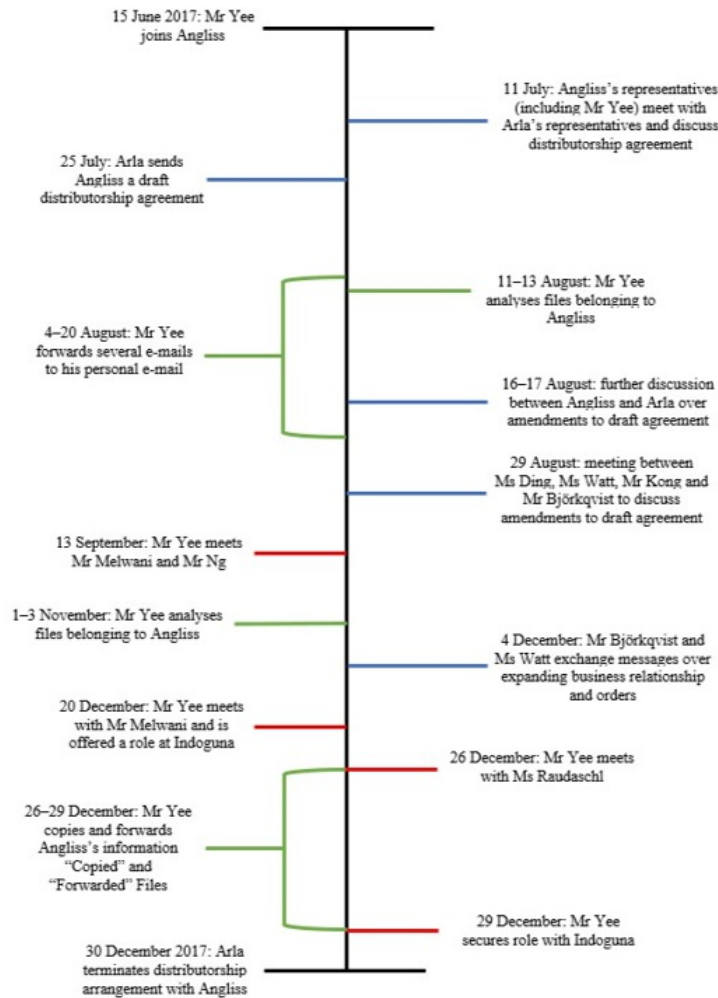 15 June 2017: Mr Yee
joins Angliss
11 July: Angliss’s representatives
(including Mr Yee) meet with
Arla’s representatives and discuss
distributorship agreement
25 July: Arla sends
Angliss a draft
distributorship agreement
11–13 August: Mr Yee
analyses files belonging to
Angliss
4–20 August: Mr Yee
forwards several e-mails
to his personal e-mail
16–17 August: further discussion
between Angliss and Arla over
amendments to draft agreement
29 August: meeting between
Ms Ding, Ms Watt, Mr Kong and
Mr Björkqvist to discuss
amendments to draft agreement
13 September: Mr Yee meets
Mr Melwani and Mr Ng
1–3 November: Mr Yee analyses
files belonging to Angliss
4 December: Mr Björkqvist and
Ms Watt exchange messages over
expanding business relationship
and orders
20 December: Mr Yee meets
with Mr Melwani and is
offered a role at Indoguna
26 December: Mr Yee meets
with Ms Raudaschl
26–29 December: Mr Yee
copies and forwards
Angliss’s information
“Copied” and
“Forwarded” Files
29 December: Mr Yee
secures role with Indoguna
30 December 2017: Arla
terminates distributorship
arrangement with Angliss